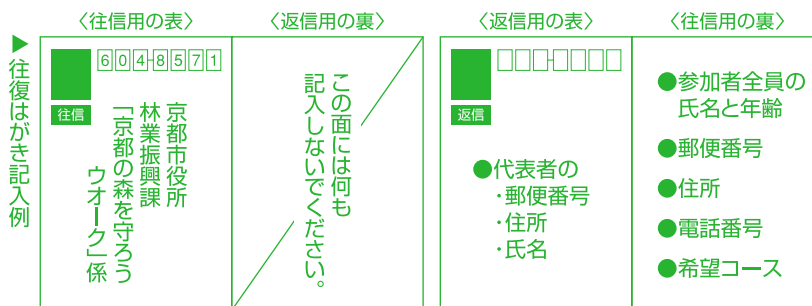 ▶往復はがき記入例
〈往信用の表〉
604-8571
往信
京都市役所
林業振興課
「京都の森を守ろう
ウオーク」係
〈返信用の裏〉
この面には何も
記入しないでください。
〈返信用の表〉
返信
●代表者の
・郵便番号
・住所
・氏名
〈往信用の裏〉
●参加者全員の
氏名と年齢
●郵便番号
●住所
●電話番号
●希望コース